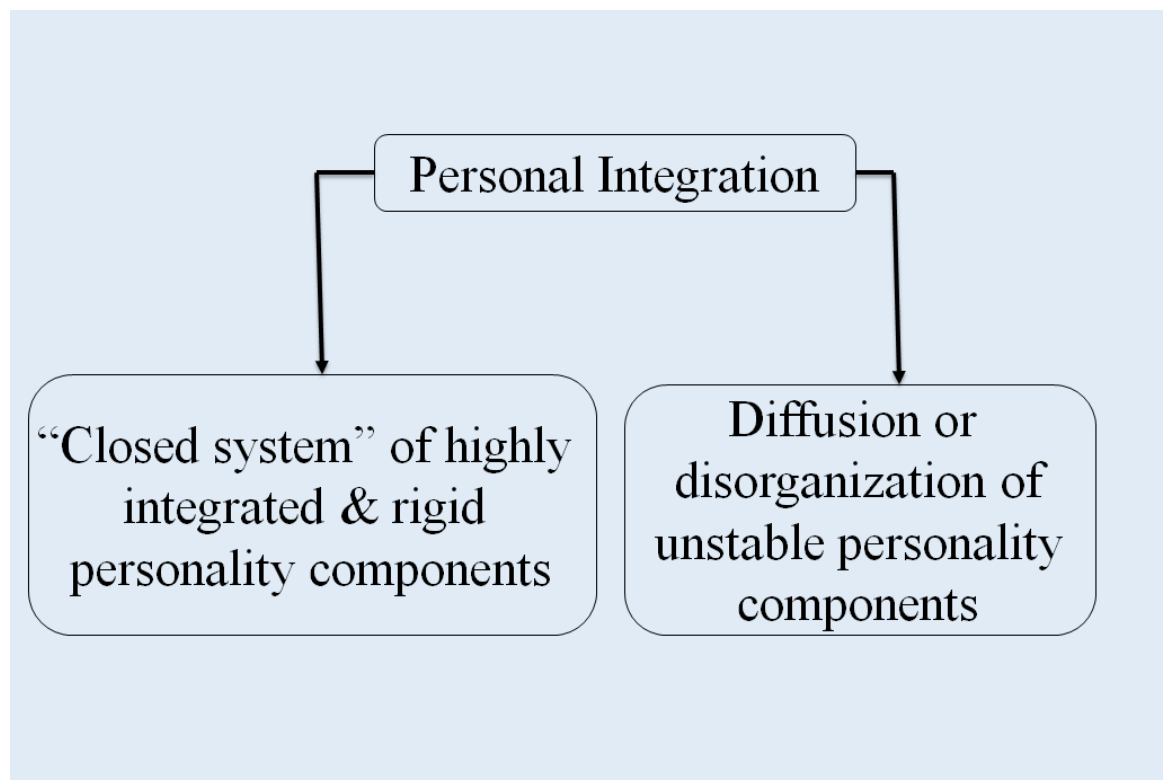 Personal Integration
“Closed system” of highly
integrated & rigid
personality components
Diffusion or
disorganization of
unstable personality
components